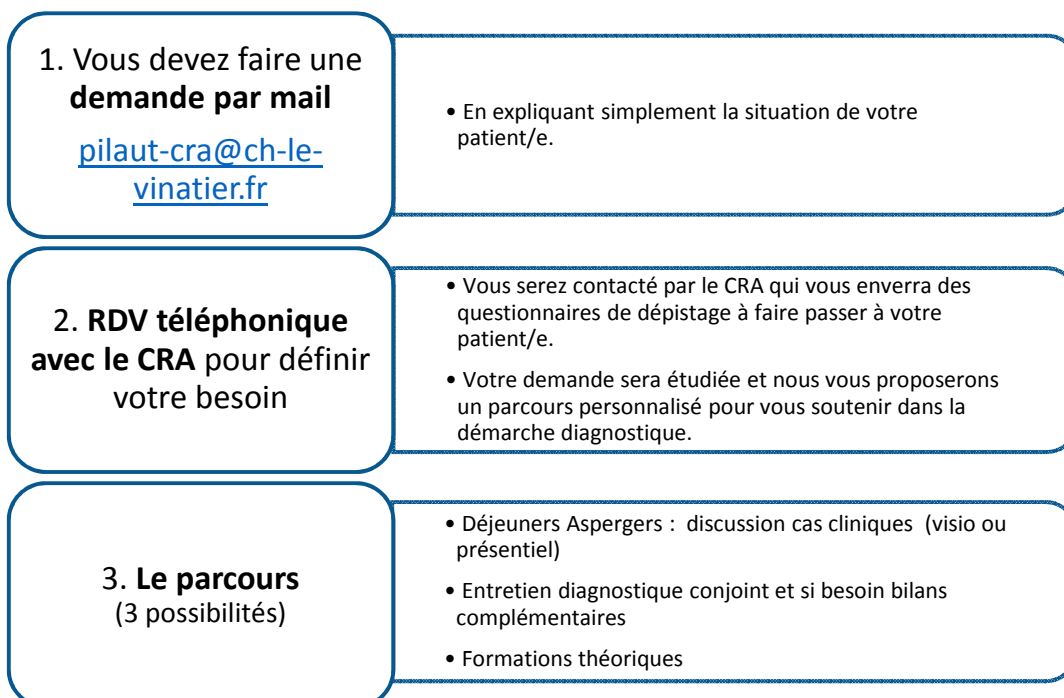 1. Vous devez faire une
demande par mail
pilaut-cra@ch-le-
vinatier.fr
• En expliquant simplement la situation de votre
patient/e.
2. RDV téléphonique
avec le CRA pour définir
votre besoin
• Vous serez contacté par le CRA qui vous enverra des
questionnaires de dépistage à faire passer à votre
patient/e.
• Votre demande sera étudiée et nous vous proposerons
un parcours personnalisé pour vous soutenir dans la
démarche diagnostique.
3. Le parcours
(3 possibilités)
• Déjeuners Aspergers : discussion cas cliniques (visio ou
présentiel)
• Entretien diagnostique conjoint et si besoin bilans
complémentaires
• Formations théoriques